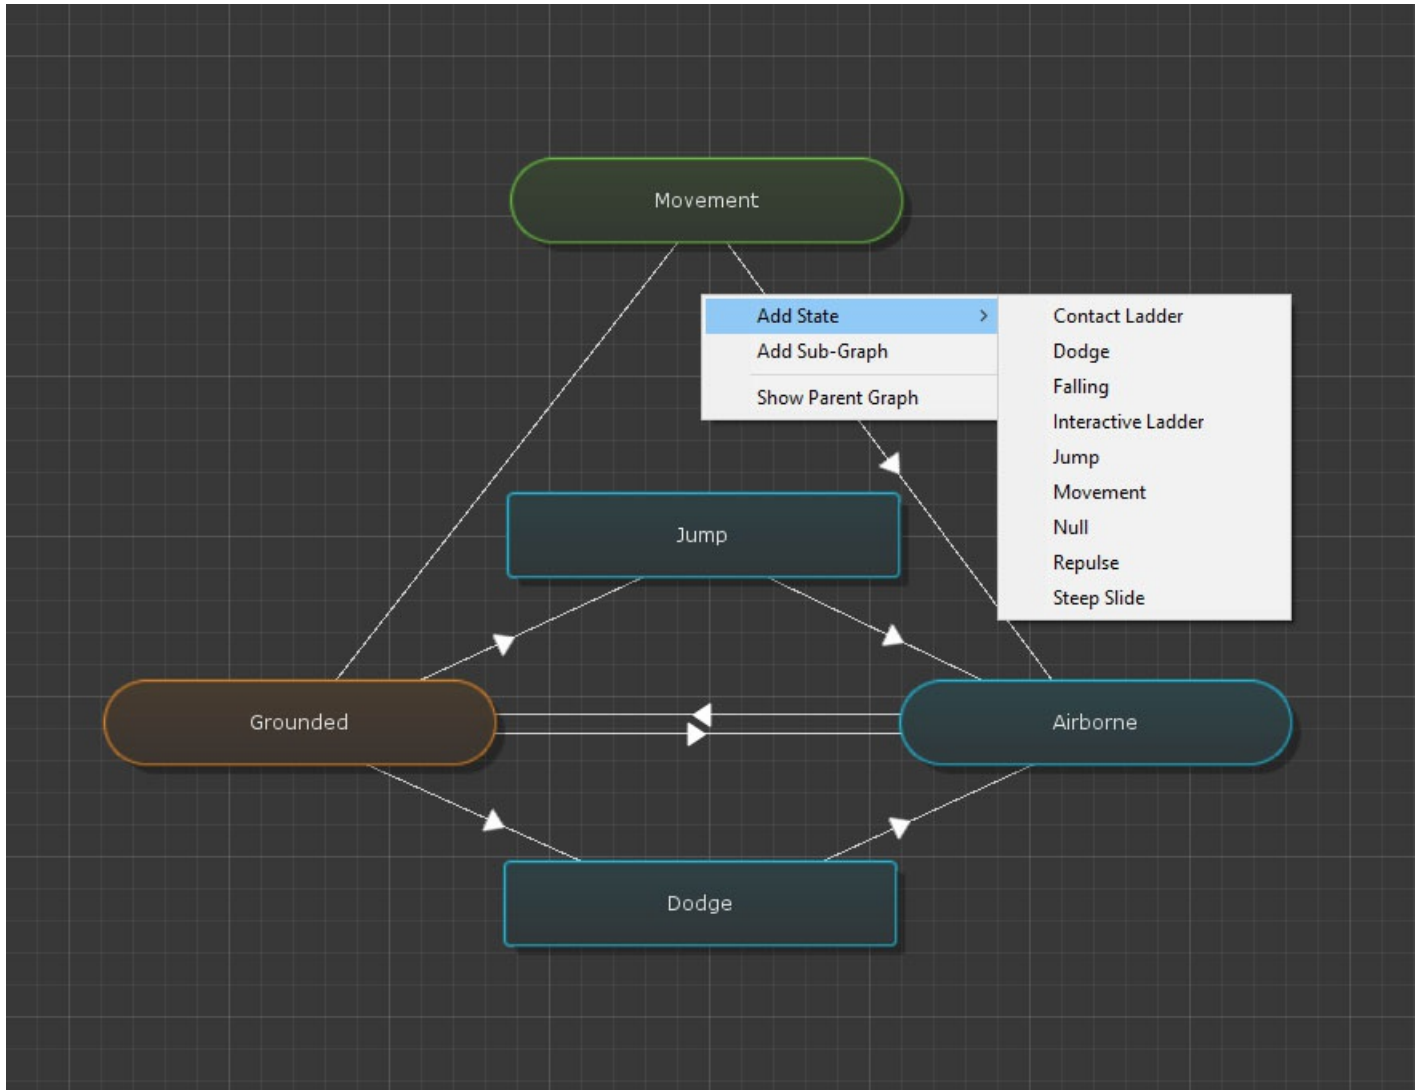 Movement
Add State
Add Sub-Graph
Show Parent Graph
Contact Ladder
Dodge
Falling
Interactive Ladder
Jump
Movement
Null
Repulse
Steep Slide
Jump
Grounded
Airborne
Dodge